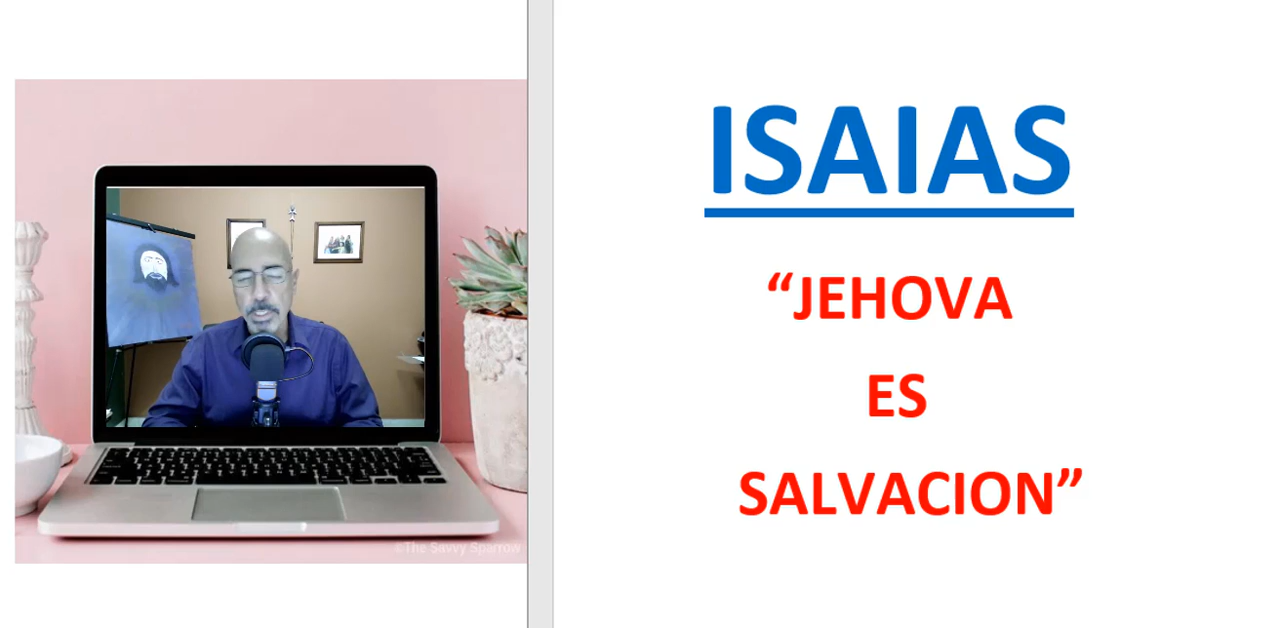 ISAIAS
“JEHOVA
ES
SALVACION”
©The Savvy Sparrow